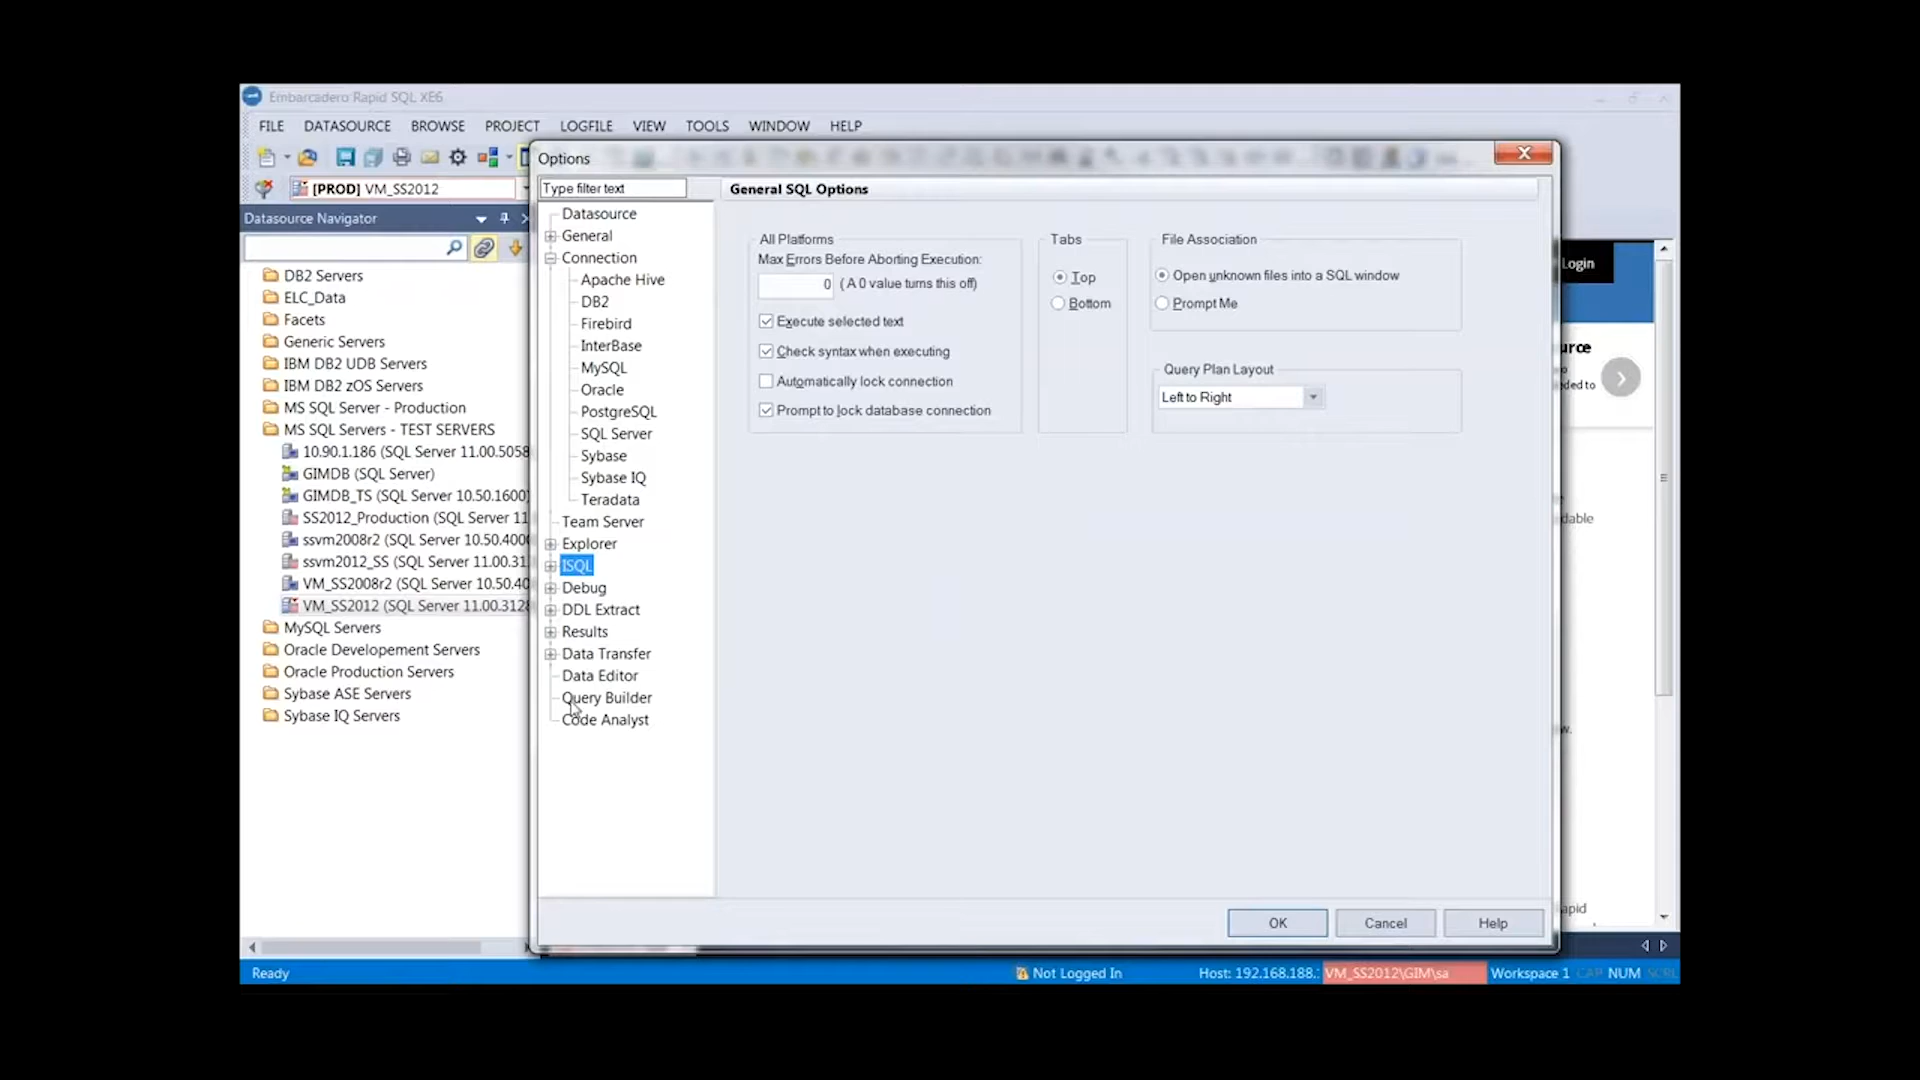 Embarcadero Rapid SQL XE6
FILE DATASOURCE BROWSE PROJECT LOGFILE VIEW TOOLS WINDOW HELP
[PROD] VM_SS2012
Datasource Navigator
DB2 Servers
ELC_Data
Facets
Generic Servers
IBM DB2 UDB Servers
IBM DB2 zOS Servers
MS SQL Server - Production
MS SQL Servers - TEST SERVERS
10.90.1.186 (SQL Server 11.00.5058
GIMDB (SQL Server)
GIMDB_TS (SQL Server 10.50.1600)
SS2012_Production (SQL Server 11
ssvm2008r2 (SQL Server 10.50.400
ssvm2012_SS (SQL Server 11.00.31
VM_SS2008r2 (SQL Server 10.50.40
VM_SS2012 (SQL Server 11.00.3128
MySQL Servers
Oracle Developement Servers
Oracle Production Servers
Sybase ASE Servers
Sybase IQ Servers
Options
Type filter text
Datasource
General
Connection
Apache Hive
DB2
Firebird
InterBase
MySQL
Oracle
PostgreSQL
SQL Server
Sybase
Sybase IQ
Teradata
Team Server
Explorer
ISQL
Debug
DDL Extract
Results
Data Transfer
Data Editor
Query Builder
Code Analyst
General SQL Options
All Platforms
Max Errors Before Aborting Execution:
0 ( A 0 value turns this off)
Execute selected text
Check syntax when executing
Automatically lock connection
Prompt to lock database connection
Tabs
Top
Bottom
File Association
Open unknown files into a SQL window
Prompt Me
Query Plan Layout
Left to Right
OK Cancel Help
Login
urce
ded to
dable
w.
apid
Ready
Not Logged In
Host: 192.168.188.
VM_SS2012\GIM\sa
Workspace 1
CAP NUM SCRL